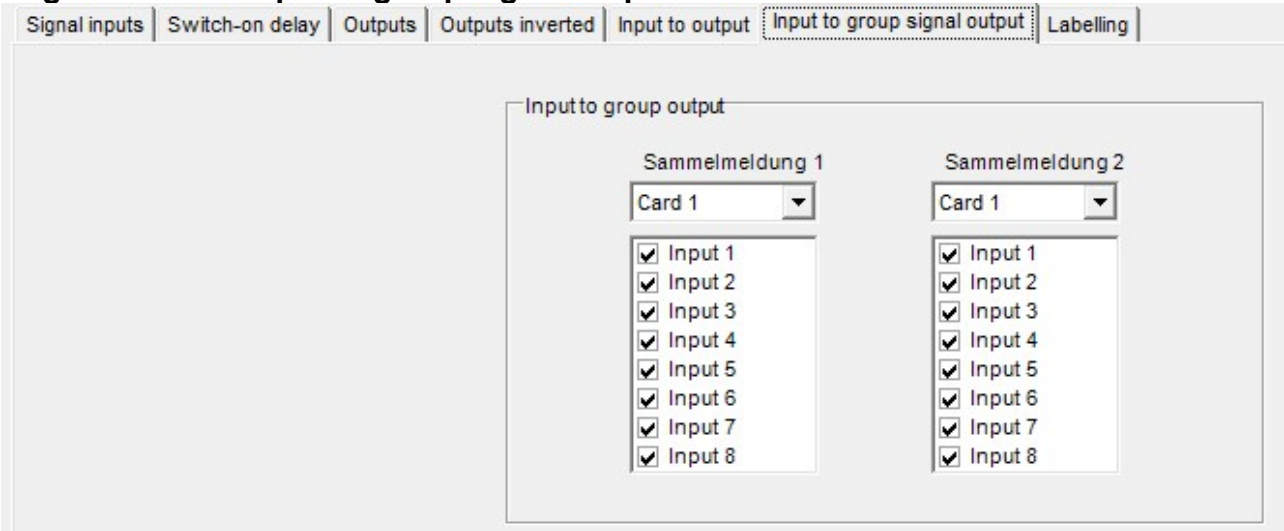 Signal inputs Switch-on delay Outputs Outputs inverted Input to output Input to group signal output Labelling
Input to group output
Sammelmeldung 1 Sammelmeldung 2
Card 1 Card 1
Input 1 Input 1
Input 2 Input 2
Input 3 Input 3
Input 4 Input 4
Input 5 Input 5
Input 6 Input 6
Input 7 Input 7
Input 8 Input 8